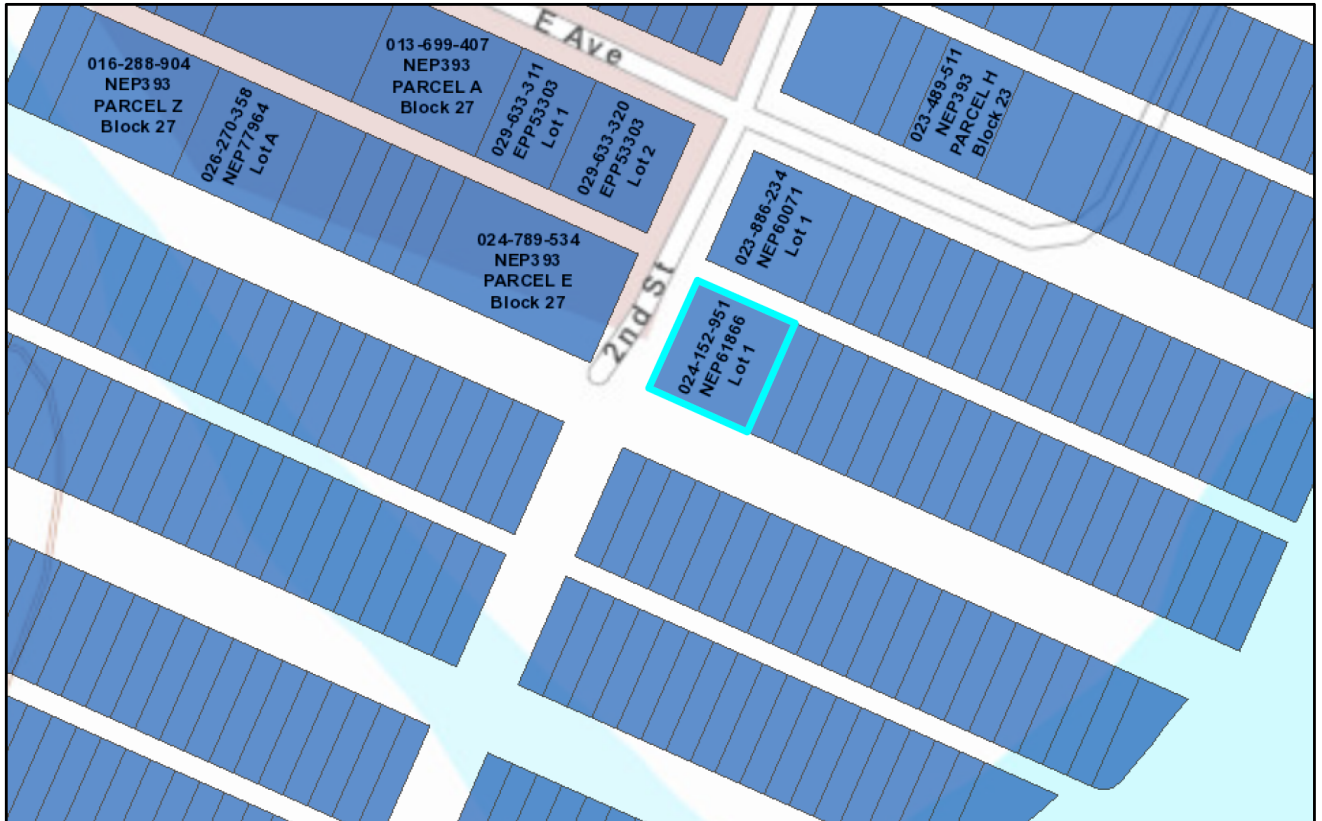 E Ave
013-699-407
NEP393
PARCEL A
Block 27
016-288-904
NEP393
PARCEL Z
Block 27
026-270-358
NEP77964
Lot A
029-633-311
EPP53303
Lot 1
029-633-320
EPP53303
Lot 2
023-489-511
NEP393
PARCEL H
Block 23
023-886-234
NEP60071
Lot 1
024-789-534
NEP393
PARCEL E
Block 27
2nd St
024-152-951
NEP61866
Lot 1